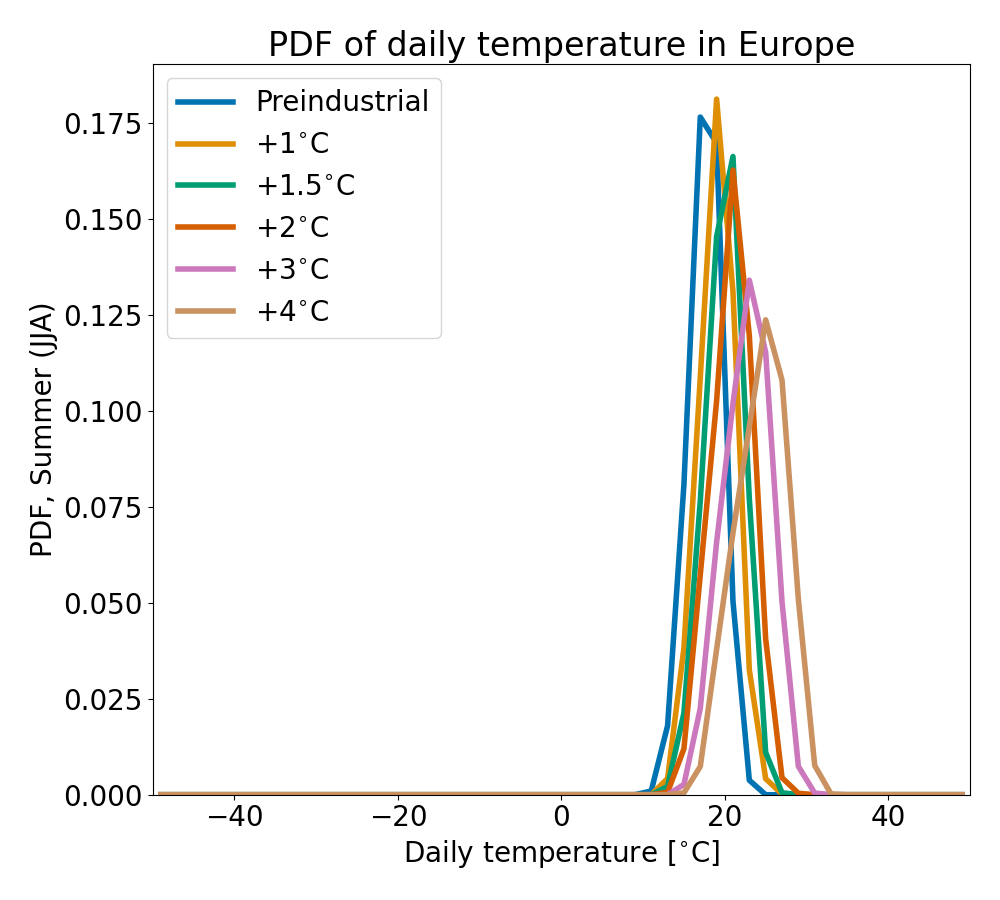 PDF of daily temperature in Europe
Preindustrial
+1°C
+1.5°C
+2°C
+3°C
+4°C
0.175
0.150
0.125
0.100
0.075
0.050
0.025
0.000
PDF, Summer (JJA)
−40
−20
0
20
40
Daily temperature [°C]